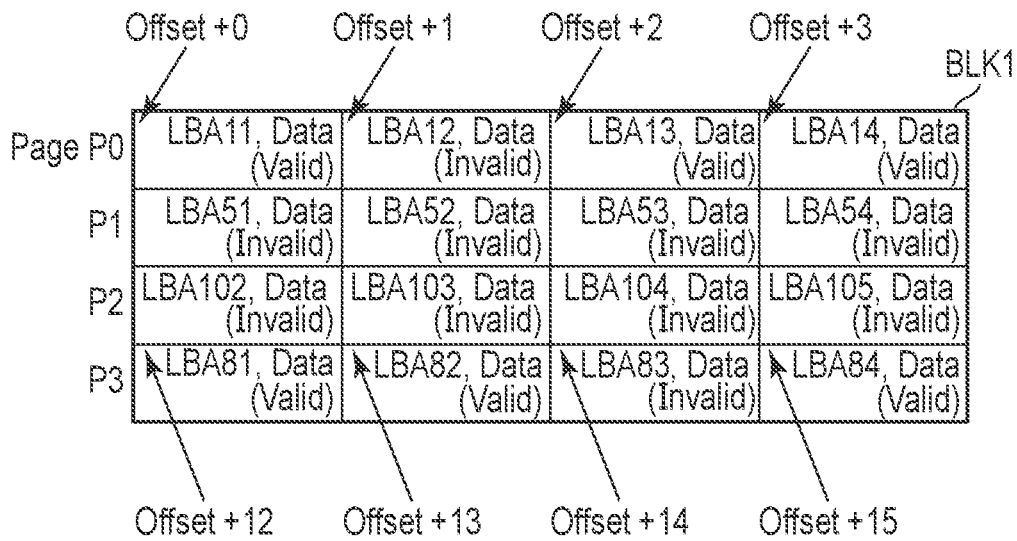 Offset +0 Offset +1 Offset +2 Offset +3
BLK1
Page P0 LBA11, Data LBA12, Data LBA13, Data LBA14, Data
(Valid) (Invalid) (Valid) (Valid)
P1 LBA51, Data LBA52, Data LBA53, Data LBA54, Data
(Invalid) (Invalid) (Invalid) (Invalid)
P2 LBA102, Data LBA103, Data LBA104, Data LBA105, Data
(Invalid) (Invalid) (Invalid) (Invalid)
P3 LBA81, Data LBA82, Data LBA83, Data LBA84, Data
(Valid) (Valid) (Invalid) (Valid)
Offset +12 Offset +13 Offset +14 Offset +15